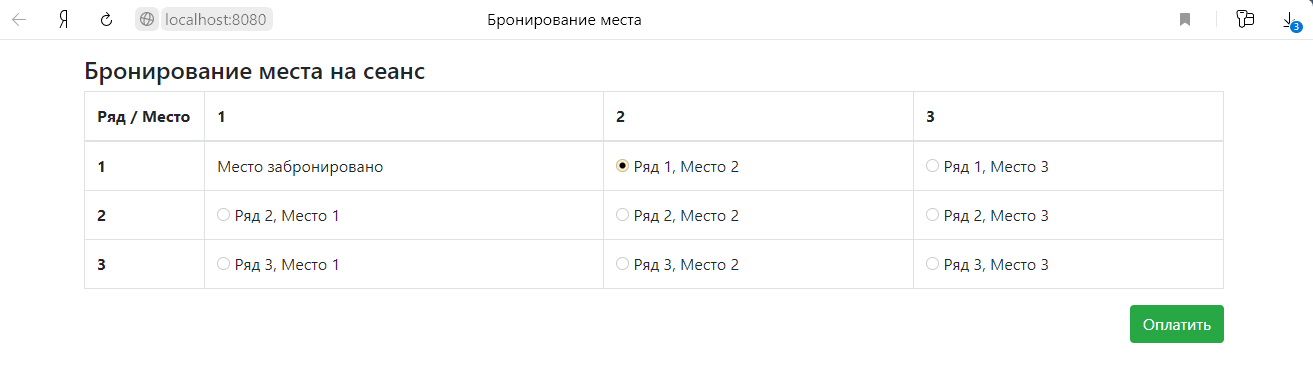 Я localhost:8080 Бронирование места 3
Бронирование места на сеанс
Ряд / Место 1 2 3
1 Место забронировано Ряд 1, Место 2 Ряд 1, Место 3
2 Ряд 2, Место 1 Ряд 2, Место 2 Ряд 2, Место 3
3 Ряд 3, Место 1 Ряд 3, Место 2 Ряд 3, Место 3
Оплатить